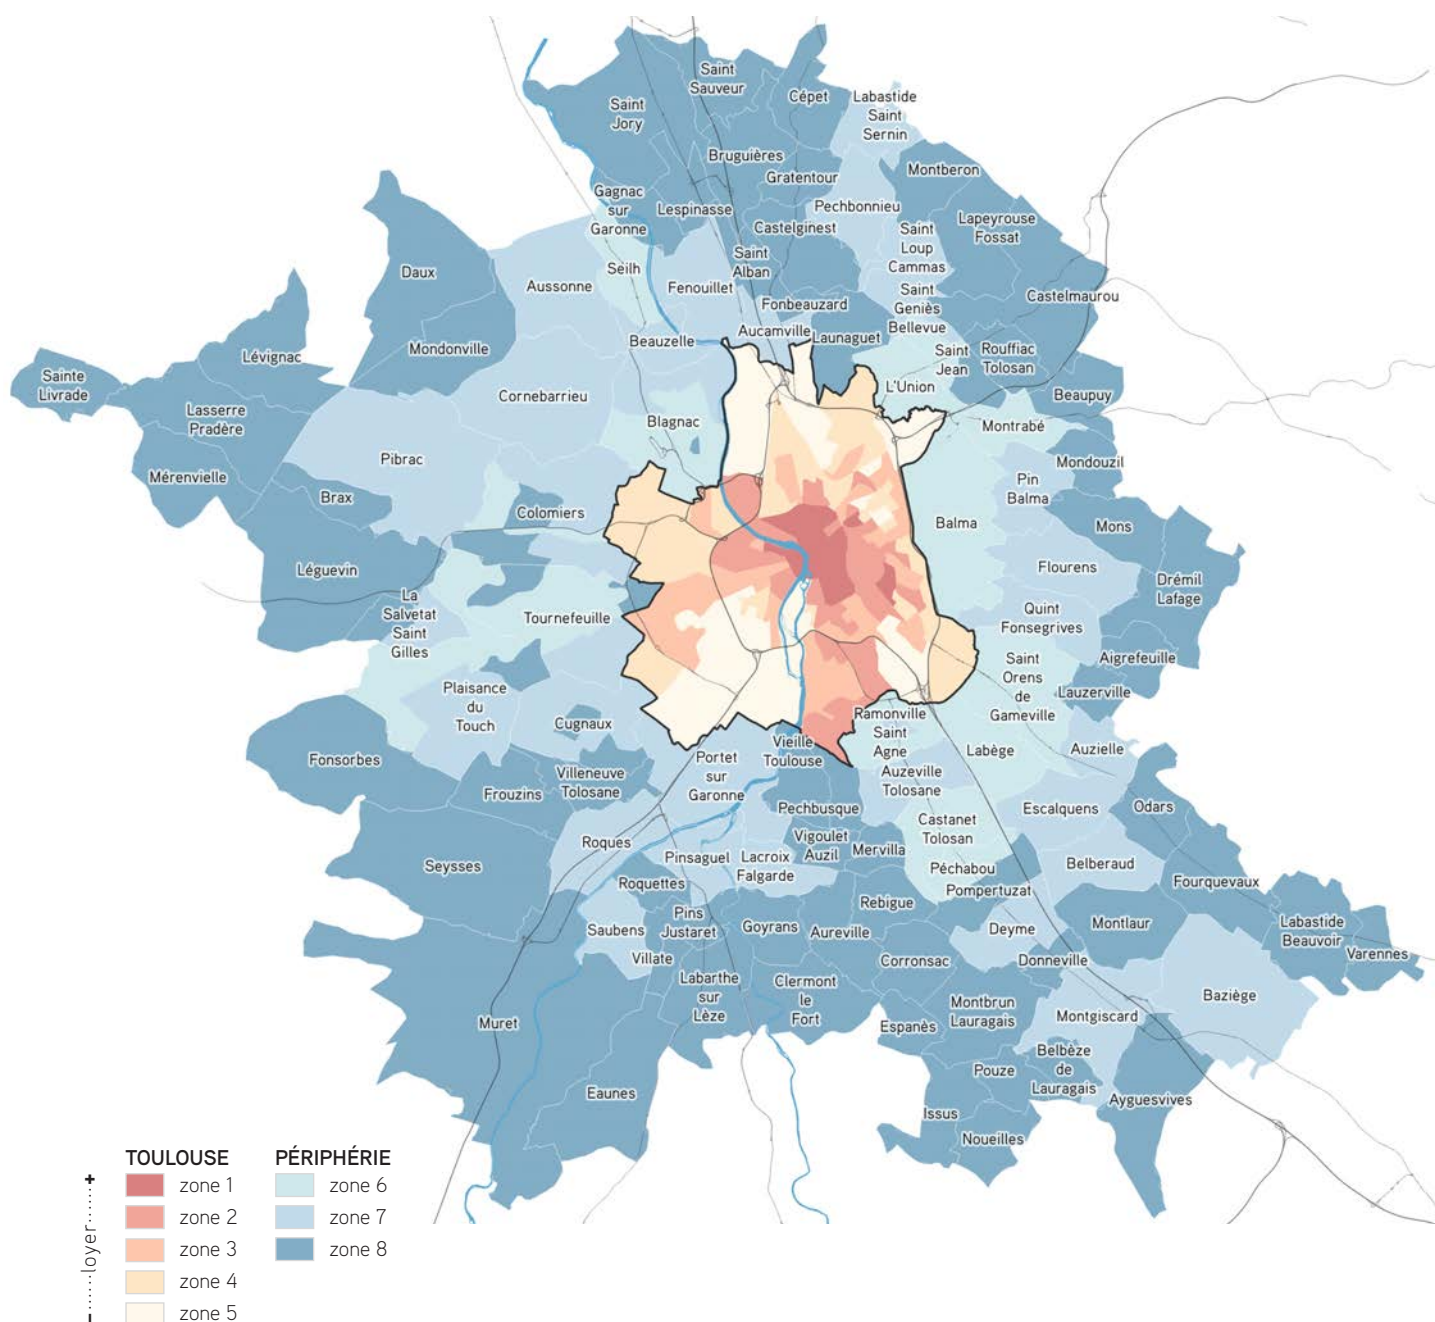 Saint
Sauveur
Cépet
Labastide
Saint
Sernin
Saint
Jory
Bruguières
Gratentour
Montberon
Gagnac
sur
Garonne
Lespinasse
Pechbonnieu
Castelginest
Lapeyrouse
Fossat
Saint
Loup
Cammas
Saint
Alban
Daux
Seilh
Aussonne
Fenouillet
Castelmaurou
Saint
Geniès
Bellevue
Fonbeauzard
Aucamville
Launaguet
Beauzelle
Mondonville
Lévignac
Saint
Jean
Rouffiac
Tolosan
Sainte
Livrade
L'Union
Beaupuy
Cornebarrieu
Lasserre
Pradère
Blagnac
Montrabé
Pibrac
Mondouzil
Mérenvielle
Pin
Balma
Brax
Colomiers
Balma
Mons
Léguevin
Flourens
Drémil
Lafage
La
Salvetat
Saint
Gilles
Tournefeuille
Quint
Fonsegrives
Saint
Orens
de
Gameville
Aigrefeuille
Lauzerville
Plaisance
du
Touch
Cugnaux
Ramonville
Saint
Agne
Vieille
Toulouse
Labège
Auzielle
Fonsorbes
Portet
sur
Garonne
Villeneuve
Tolosane
Auzeville
Tolosane
Frouzins
Pechbusque
Escalquens
Odars
Castanet
Tolosan
Vigoulet
Auzil
Roques
Mervilla
Pinsaguel
Lacroix
Falgarde
Seysses
Péchabou
Belberaud
Pompertuzat
Fourquevaux
Roquettes
Rebigue
Pins
Justaret
Saubens
Goyrans
Aureville
Deyme
Montlaur
Labastide
Beauvoir
Varennes
Villate
Corronsac
Donneville
Labarthe
sur
Lèze
Clermont
le
Fort
Baziège
Montbrun
Lauragais
Montgiscard
Muret
Espanès
Belbèze
de
Lauragais
Pouze
Eaunes
Ayguesvives
Issus
Noueilles
TOULOUSE
zone 1
zone 2
zone 3
zone 4
zone 5
PÉRIPHÉRIE
zone 6
zone 7
zone 8
- loyer +